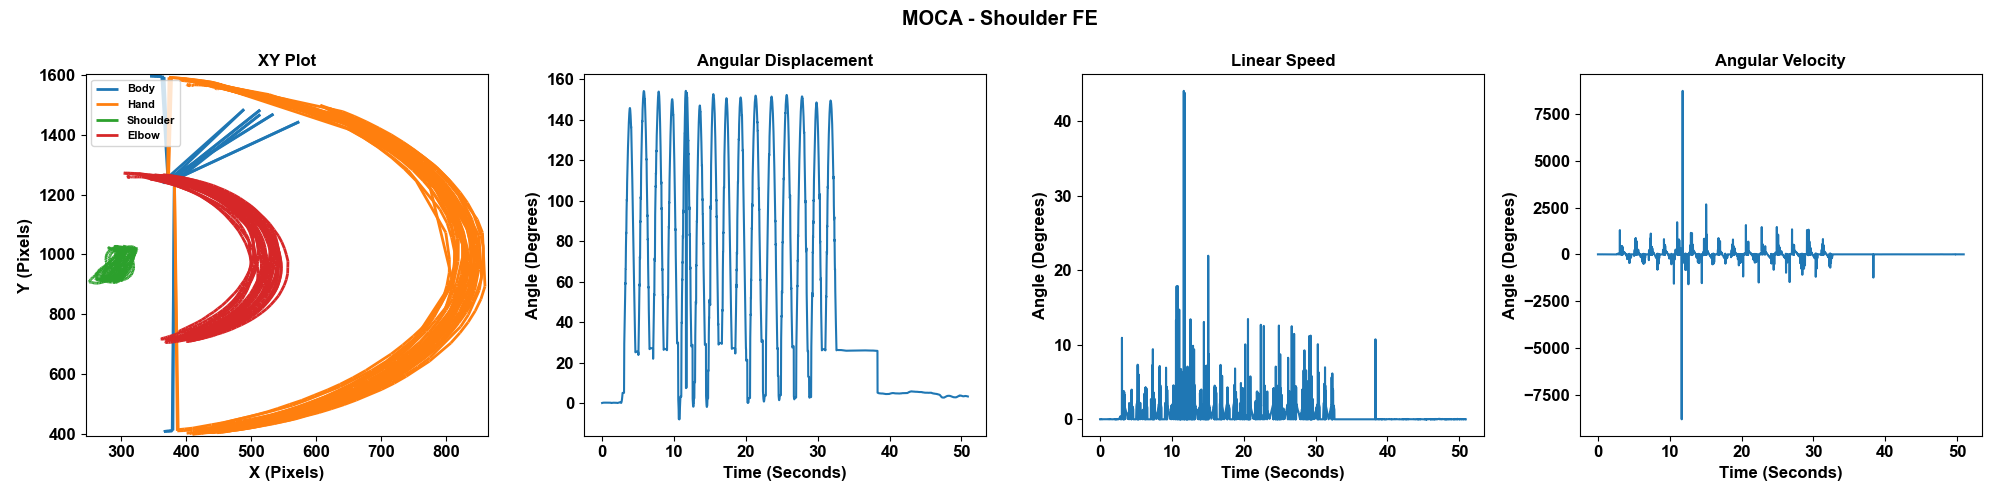 MOCA - Shoulder FE
XY Plot
Body
Hand
Shoulder
Elbow
1600
1400
1200
1000
800
600
400
Y (Pixels)
300 400 500 600 700 800
X (Pixels)
Angular Displacement
160
140
120
100
80
60
40
20
0
Angle (Degrees)
0 10 20 30 40 50
Time (Seconds)
Linear Speed
40
30
20
10
0
Angle (Degrees)
0 10 20 30 40 50
Time (Seconds)
Angular Velocity
7500
5000
2500
0
−2500
−5000
−7500
Angle (Degrees)
0 10 20 30 40 50
Time (Seconds)